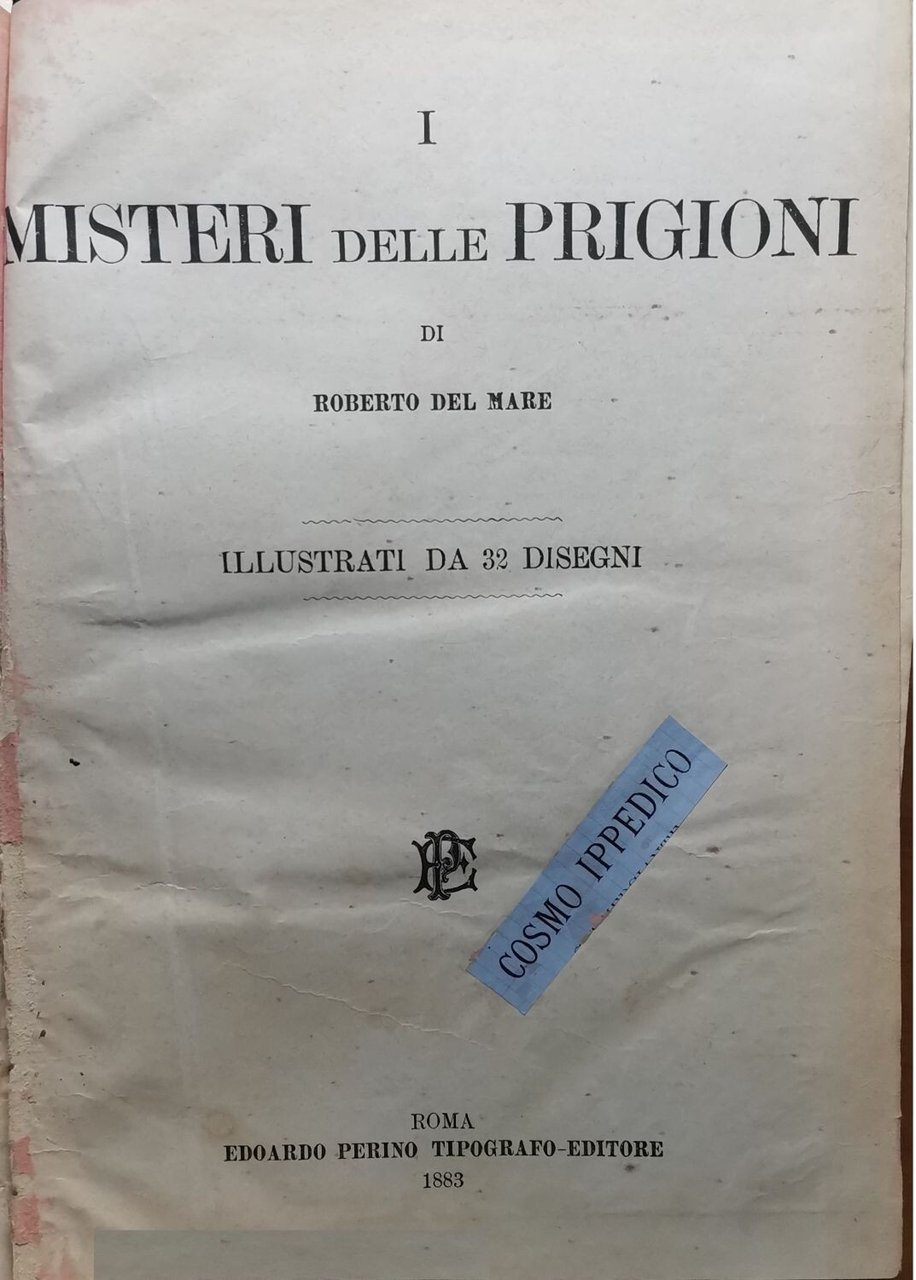 I
MISTERI DELLE PRIGIONI
DI
ROBERTO DEL MARE
ILLUSTRATI DA 32 DISEGNI
COSMO IPPEDICO
ROMA
EDOARDO PERINO TIPOGRAFO-EDITORE
1883